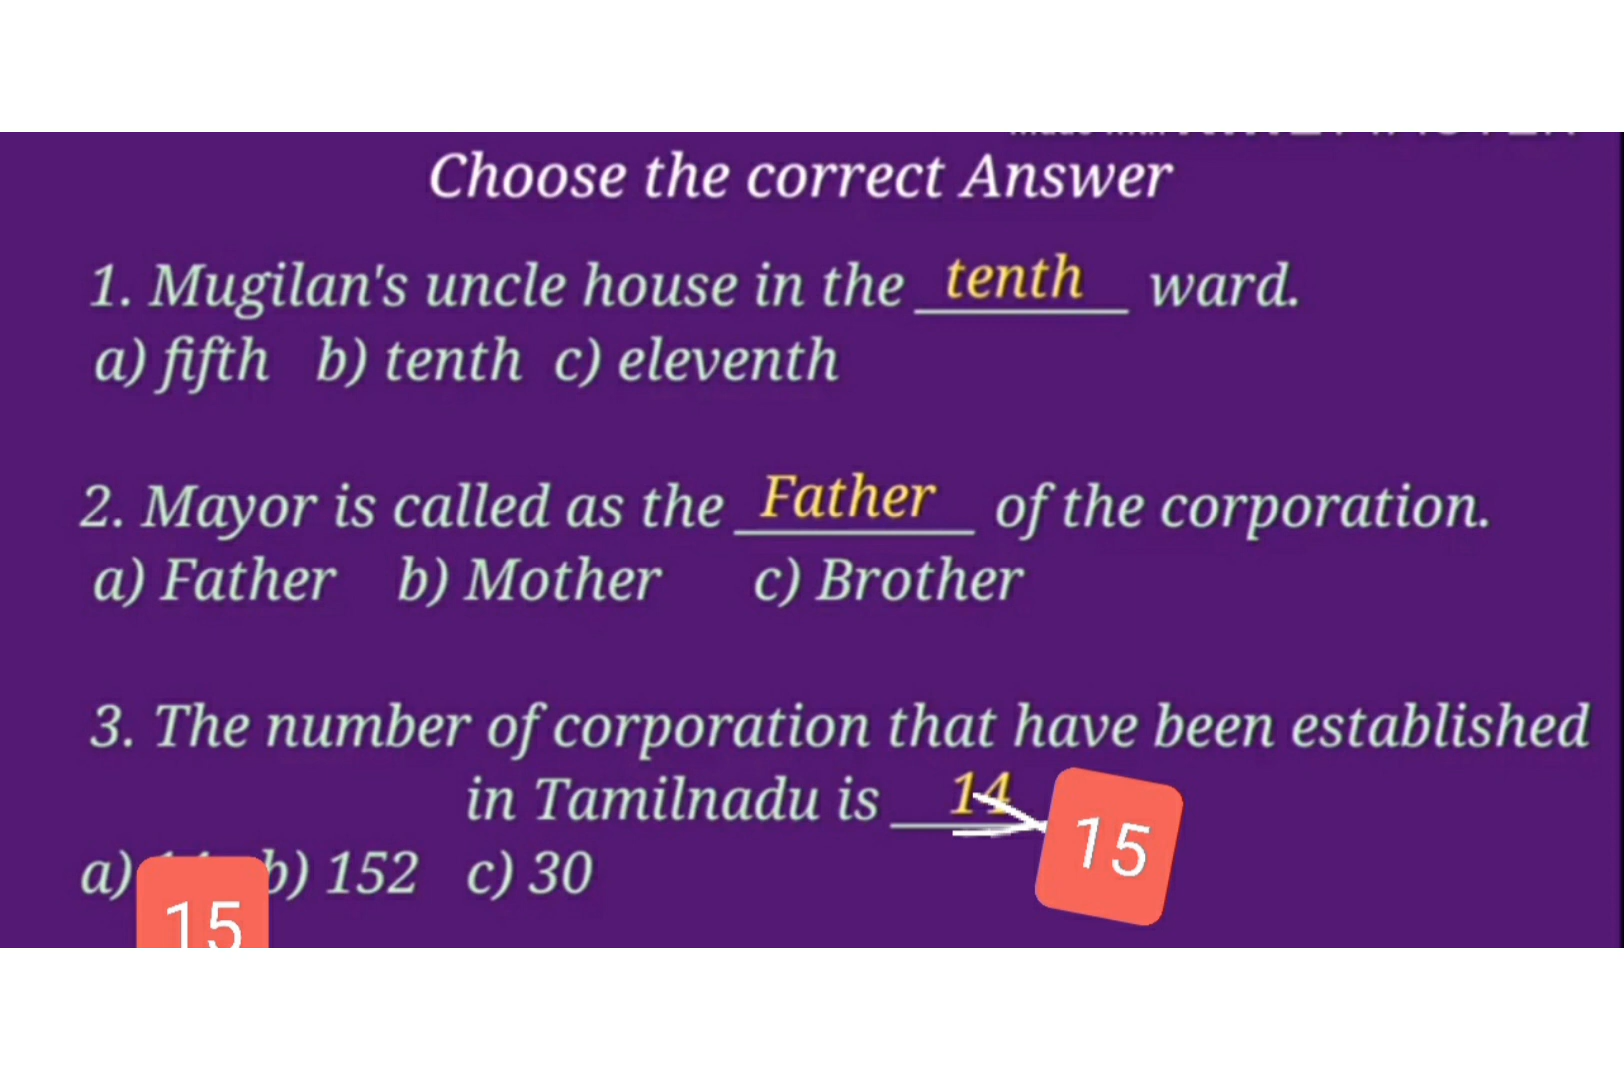 Choose the correct Answer
1. Mugilan's uncle house in the tenth ward.
a) fifth b) tenth c) eleventh
2. Mayor is called as the Father of the corporation.
a) Father b) Mother c) Brother
3. The number of corporation that have been established
in Tamilnadu is 14 15
a) 15 b) 152 c) 30